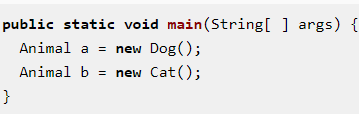 public static void main(String[ ] args) {
  Animal a = new Dog();
  Animal b = new Cat();
}